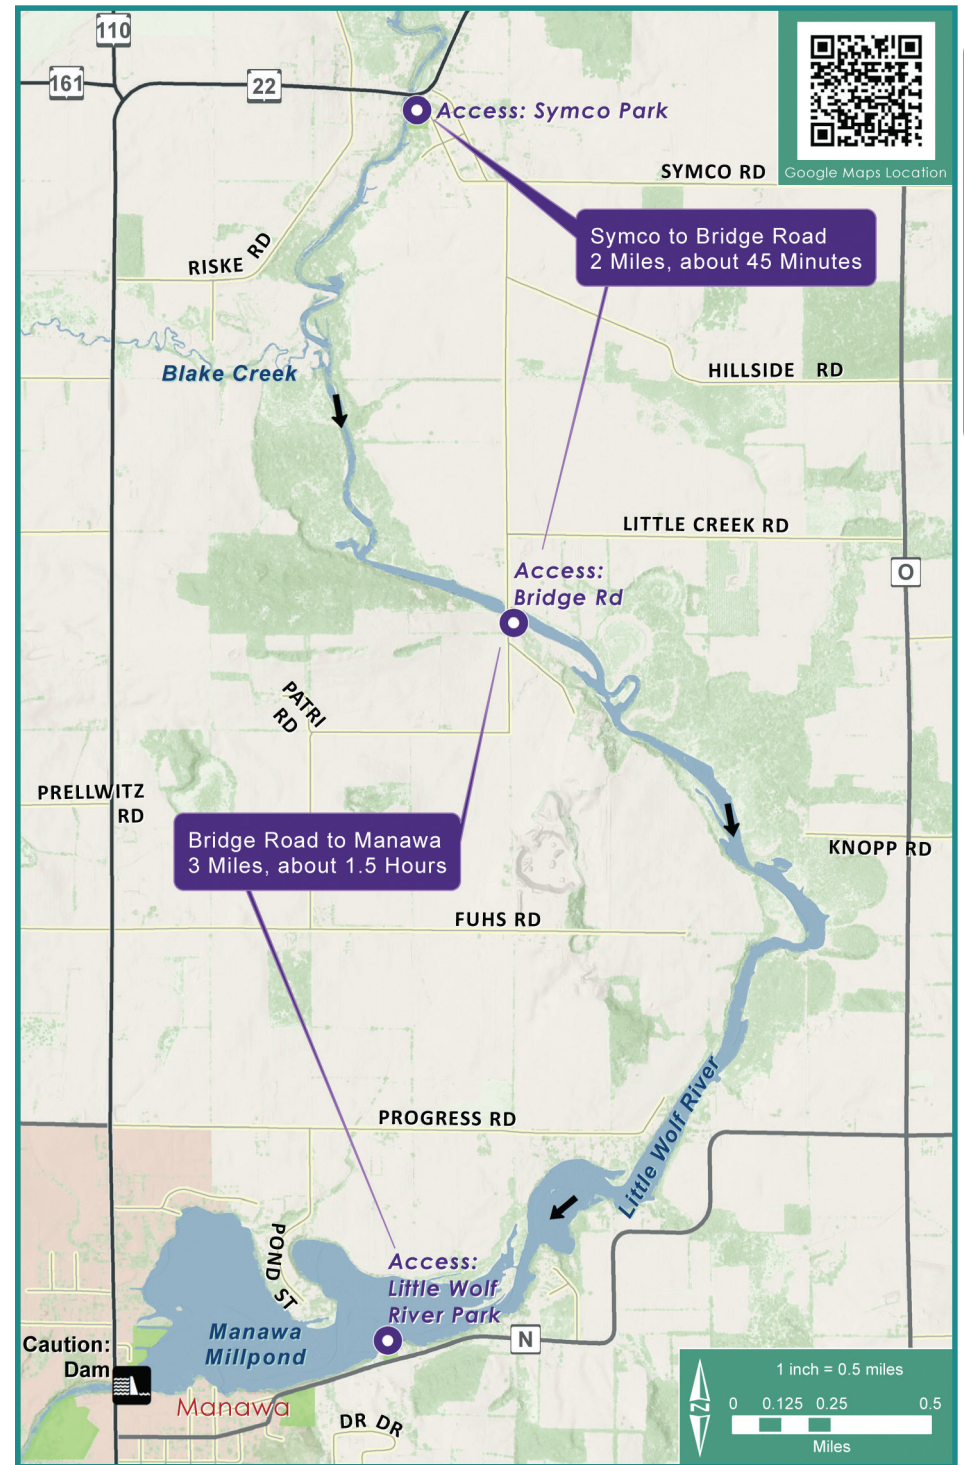 110
161
22
Access: Symco Park
Google Maps Location
SYMCO RD
Symco to Bridge Road
2 Miles, about 45 Minutes
RISKE RD
Blake Creek
HILLSIDE RD
LITTLE CREEK RD
O
Access:
Bridge Rd
PATRI
RD
PRELLWITZ
RD
Bridge Road to Manawa
3 Miles, about 1.5 Hours
KNOPP RD
FUHS RD
Little Wolf River
PROGRESS RD
POND ST
Access:
Little Wolf
River Park
Manawa
Millpond
N
Caution:
Dam
Manawa
DR DR
N
1 inch = 0.5 miles
0 0.125 0.25 0.5
Miles